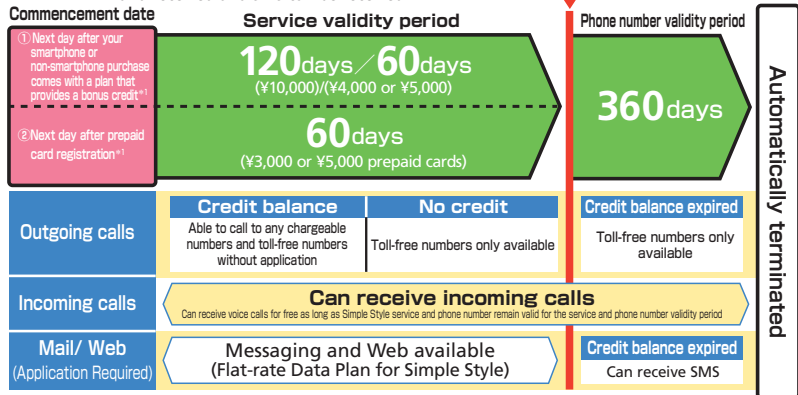 Commencement date
Service validity period
Phone number validity period
①Next day after your
smartphone or
non-smartphone purchase
comes with a plan that
provides a bonus credit*1
120days/60days
(¥10,000)/(¥4,000 or ¥5,000)
②Next day after prepaid
card registration*1
60days
(¥3,000 or ¥5,000 prepaid cards)
360days
Automatically terminated
Outgoing calls
Credit balance
Able to call to any chargeable
numbers and toll-free numbers
without application
No credit
Toll-free numbers only available
Credit balance expired
Toll-free numbers only
available
Incoming calls
Can receive incoming calls
Can receive voice calls for free as long as Simple Style service and phone number remain valid for the service and phone number validity period
Mail/ Web
(Application Required)
Messaging and Web available
(Flat-rate Data Plan for Simple Style)
Credit balance expired
Can receive SMS